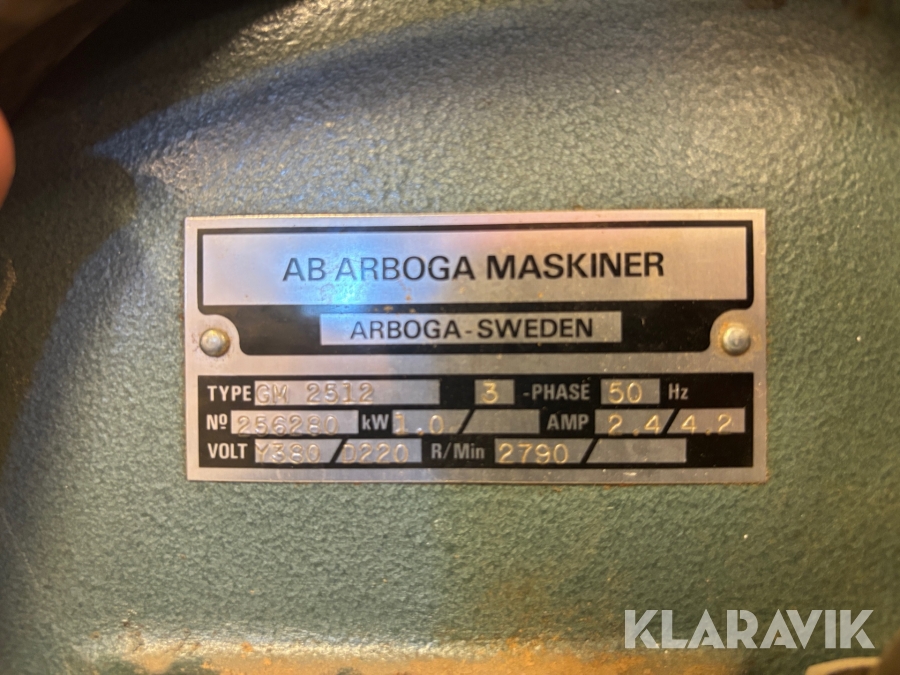 AB ARBOGA MASKINER
ARBOGA-SWEDEN
TYPE GM 2512 3 -PHASE 50 Hz
Nº 256280 kW 1.0 / AMP 2.4/4.2
VOLT Y380/D220 R/Min 2790 /
KLARAVIK